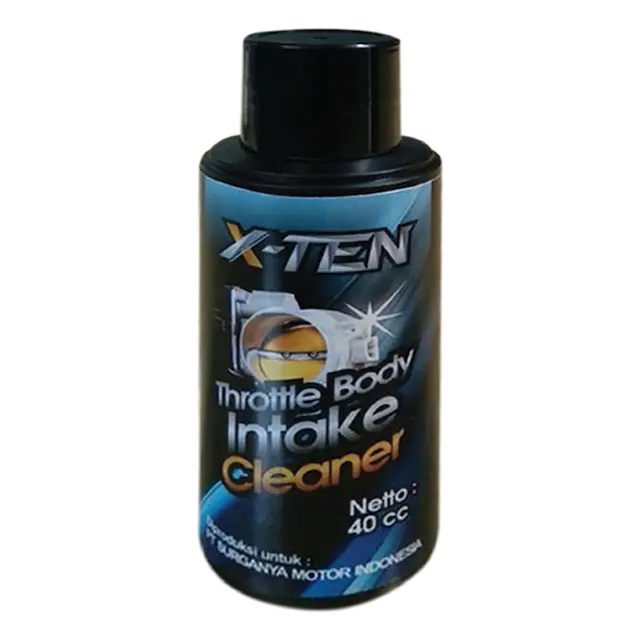 X-TEN
Throttle Body
Intake
Cleaner
Netto :
40 cc
Diproduksi untuk :
PT SURGANYA MOTOR INDONESIA